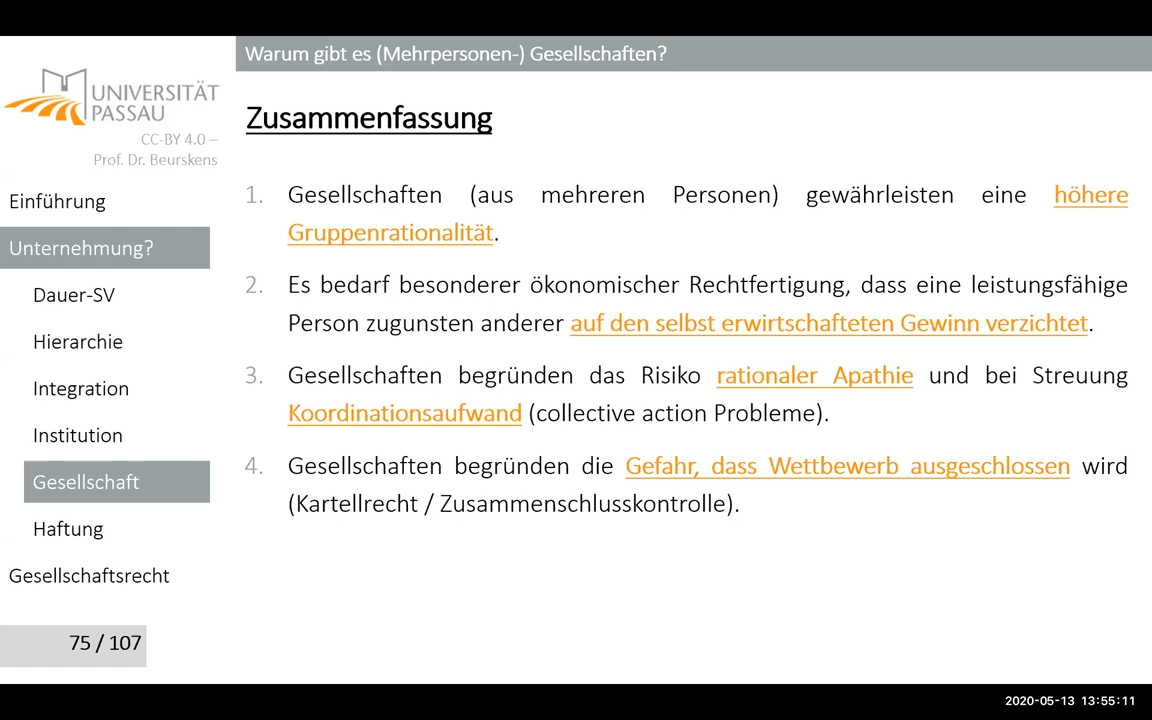 Warum gibt es (Mehrpersonen-) Gesellschaften?
UNIVERSITÄT
PASSAU
CC-BY 4.0 –
Prof. Dr. Beurskens
Einführung
Unternehmung?
Dauer-SV
Hierarchie
Integration
Institution
Gesellschaft
Haftung
Gesellschaftsrecht
75 / 107
Zusammenfassung
1. Gesellschaften (aus mehreren Personen) gewährleisten eine höhere
Gruppenrationalität.
2. Es bedarf besonderer ökonomischer Rechtfertigung, dass eine leistungsfähige
Person zugunsten anderer auf den selbst erwirtschafteten Gewinn verzichtet.
3. Gesellschaften begründen das Risiko rationaler Apathie und bei Streuung
Koordinationsaufwand (collective action Probleme).
4. Gesellschaften begründen die Gefahr, dass Wettbewerb ausgeschlossen wird
(Kartellrecht / Zusammenschlusskontrolle).
2020-05-13 13:55:11